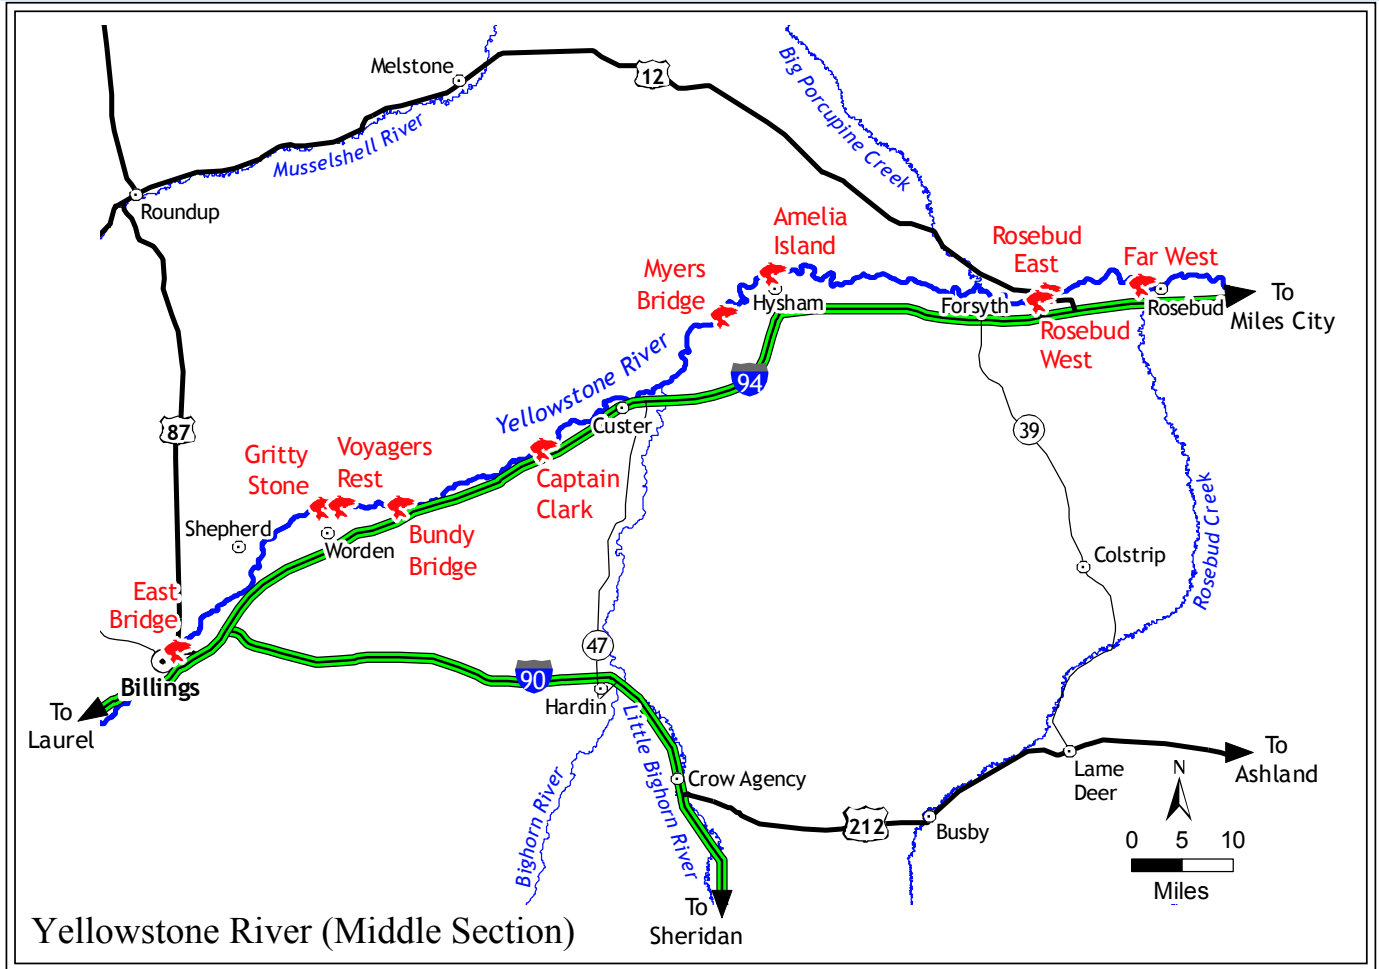 Melstone
12
Big Porcupine Creek
Musselshell River
Roundup
Amelia
Island
Rosebud
East
Far West
Myers
Bridge
Hysham
Forsyth
Rosebud
To
Miles City
Rosebud
West
Yellowstone River
94
Custer
87
39
Gritty
Stone
Voyagers
Rest
Captain
Clark
Shepherd
Worden
Bundy
Bridge
Colstrip
Rosebud Creek
East
Bridge
47
Billings
90
Hardin
To
Laurel
Little Bighorn River
Bighorn River
Crow Agency
Lame
Deer
To
Ashland
N
212
Busby
0 5 10
Miles
To
Sheridan
Yellowstone River (Middle Section)